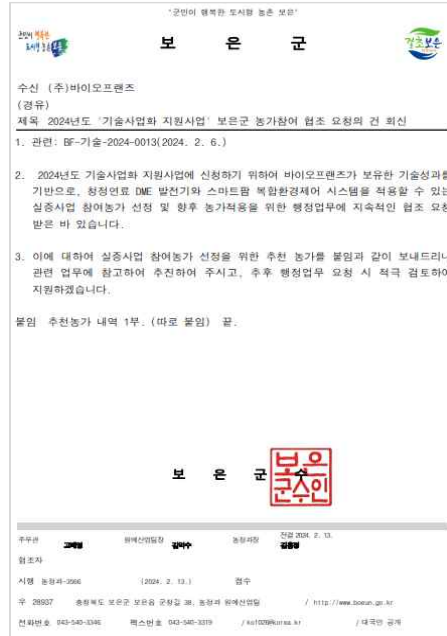 "군민이 행복한 도시형 농촌 보은"
군민이 행복한
보 은 군
결초보은
수신 (주)바이오프랜즈
(경유)
제목 2024년도 '기술사업화 지원사업' 보은군 농가참여 협조 요청의 건 회신
1. 관련: BF-기술-2024-0013(2024. 2. 6.)
2. 2024년도 기술사업화 지원사업에 신청하기 위하여 바이오프랜즈가 보유한 기술성과를
기반으로, 청정연료 DME 발전기와 스마트팜 복합환경제어 시스템을 적용할 수 있는
실증사업 참여농가 선정 및 향후 농가적용을 위한 행정업무에 지속적인 협조 요청
받은 바 있습니다.
3. 이에 대하여 실증사업 참여농가 선정을 위한 추천 농가를 붙임과 같이 보내드리니
관련 업무에 참고하여 추진하여 주시고, 추후 행정업무 요청 시 적극 검토하여
지원하겠습니다.
붙임 추천농가 내역 1부. (따로 붙임) 끝.
보 은 군 수
보은
군수인
주무관 원예산업팀장 농정과장 전결 2024. 2. 13.
협조자
시행 농정과-3566 (2024. 2. 13.) 접수
우 28937 충청북도 보은군 보은읍 군청길 38, 농정과 원예산업팀 / http://www.boeun.go.kr
전화번호 043-540-3346 팩스번호 043-540-3319 / ksf1026@korea.kr / 대국민 공개